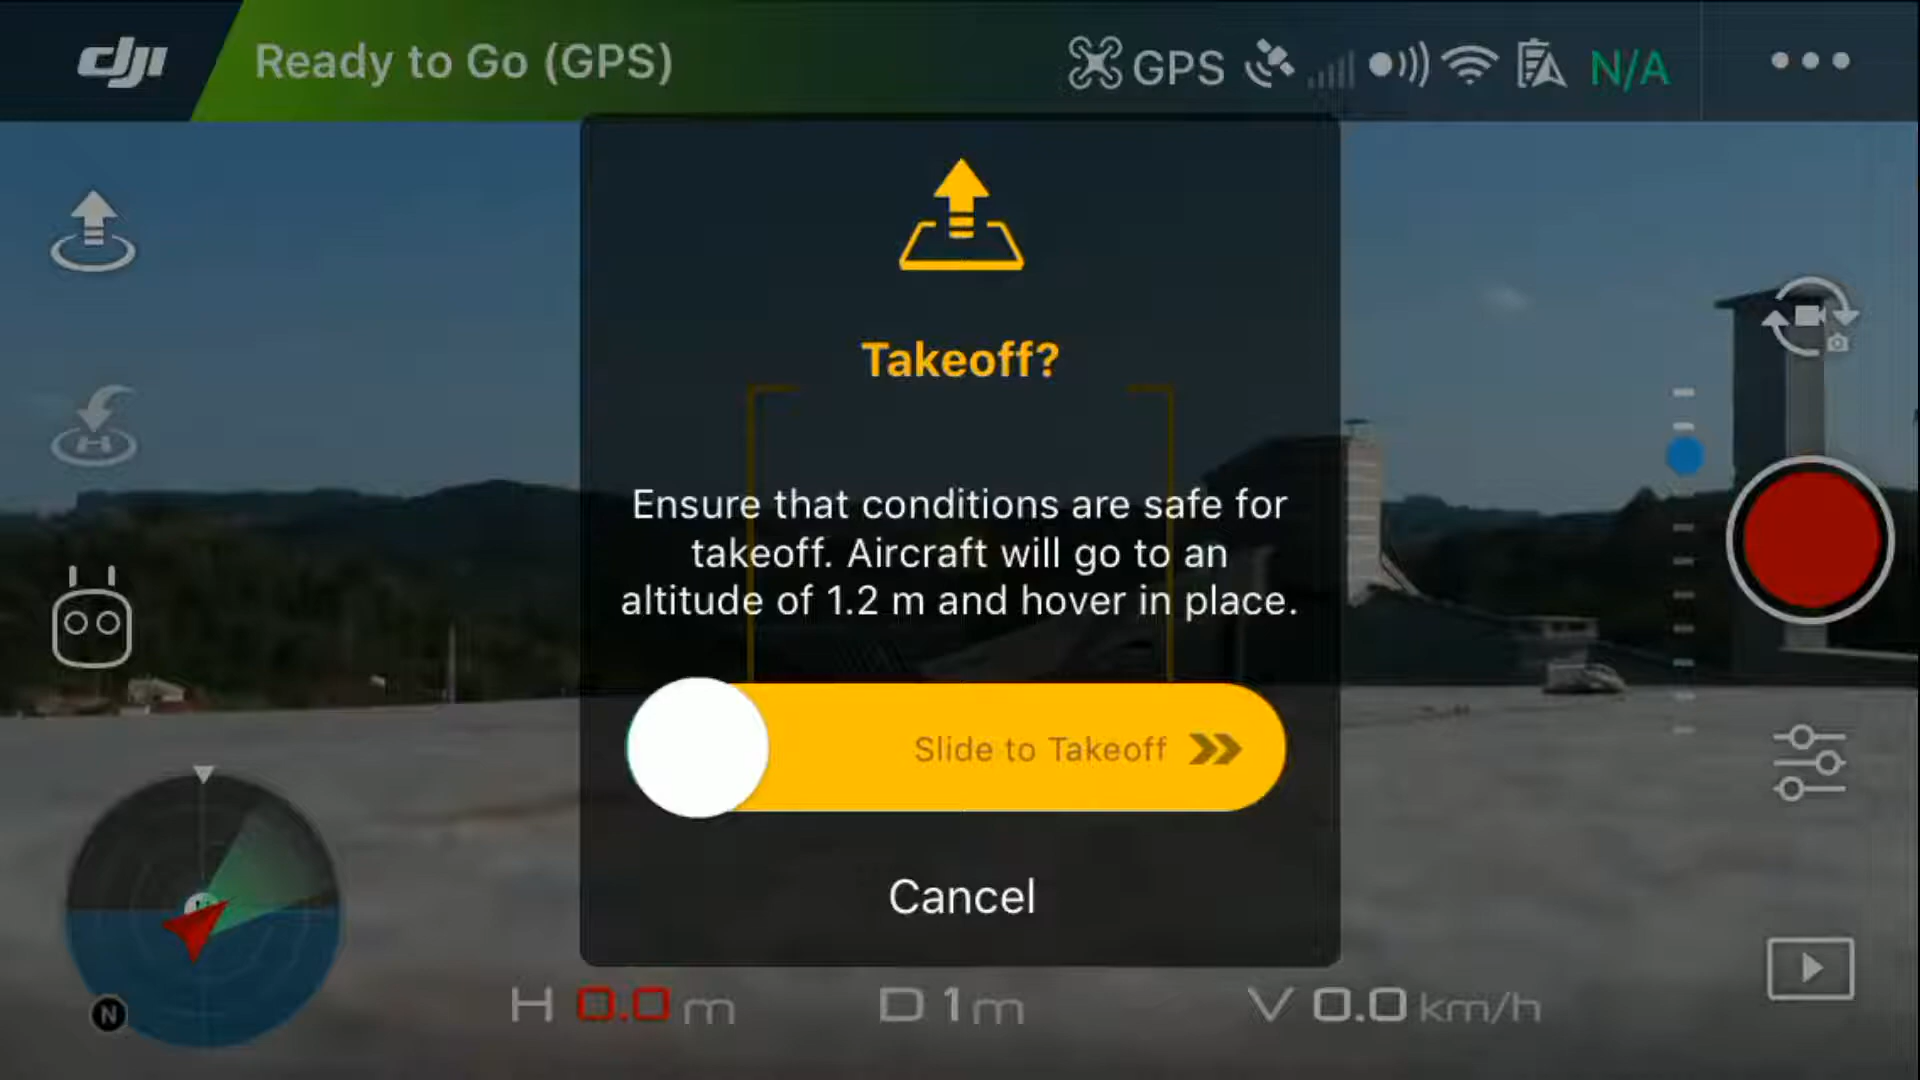 dji Ready to Go (GPS) GPS N/A
Takeoff?
Ensure that conditions are safe for
takeoff. Aircraft will go to an
altitude of 1.2 m and hover in place.
Slide to Takeoff
Cancel
N
H 0.0 m D 1 m V 0.0 km/h